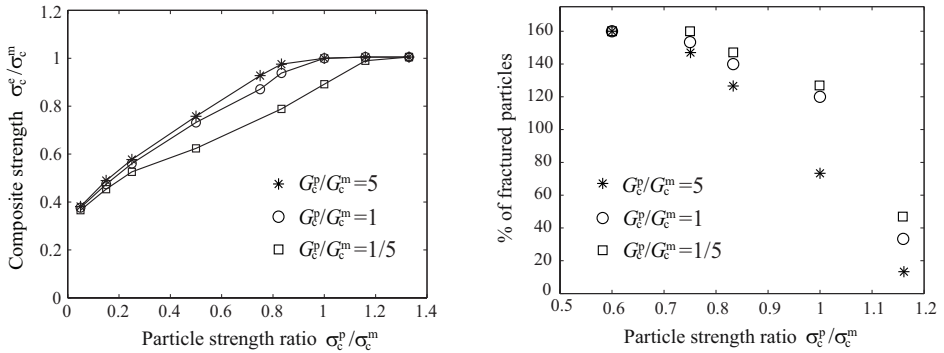 Composite strength σ_c^e/σ_c^m
1.2
1
0.8
0.6
0.4
0.2
0
0 0.2 0.4 0.6 0.8 1.0 1.2 1.4
Particle strength ratio σ_c^p/σ_c^m
G_c^p/G_c^m=5
G_c^p/G_c^m=1
G_c^p/G_c^m=1/5
% of fractured particles
160
140
120
160
80
60
40
20
0
0.5 0.6 0.7 0.8 0.9 1.0 1.1 1.2
Particle strength ratio σ_c^p/σ_c^m
G_c^p/G_c^m=5
G_c^p/G_c^m=1
G_c^p/G_c^m=1/5